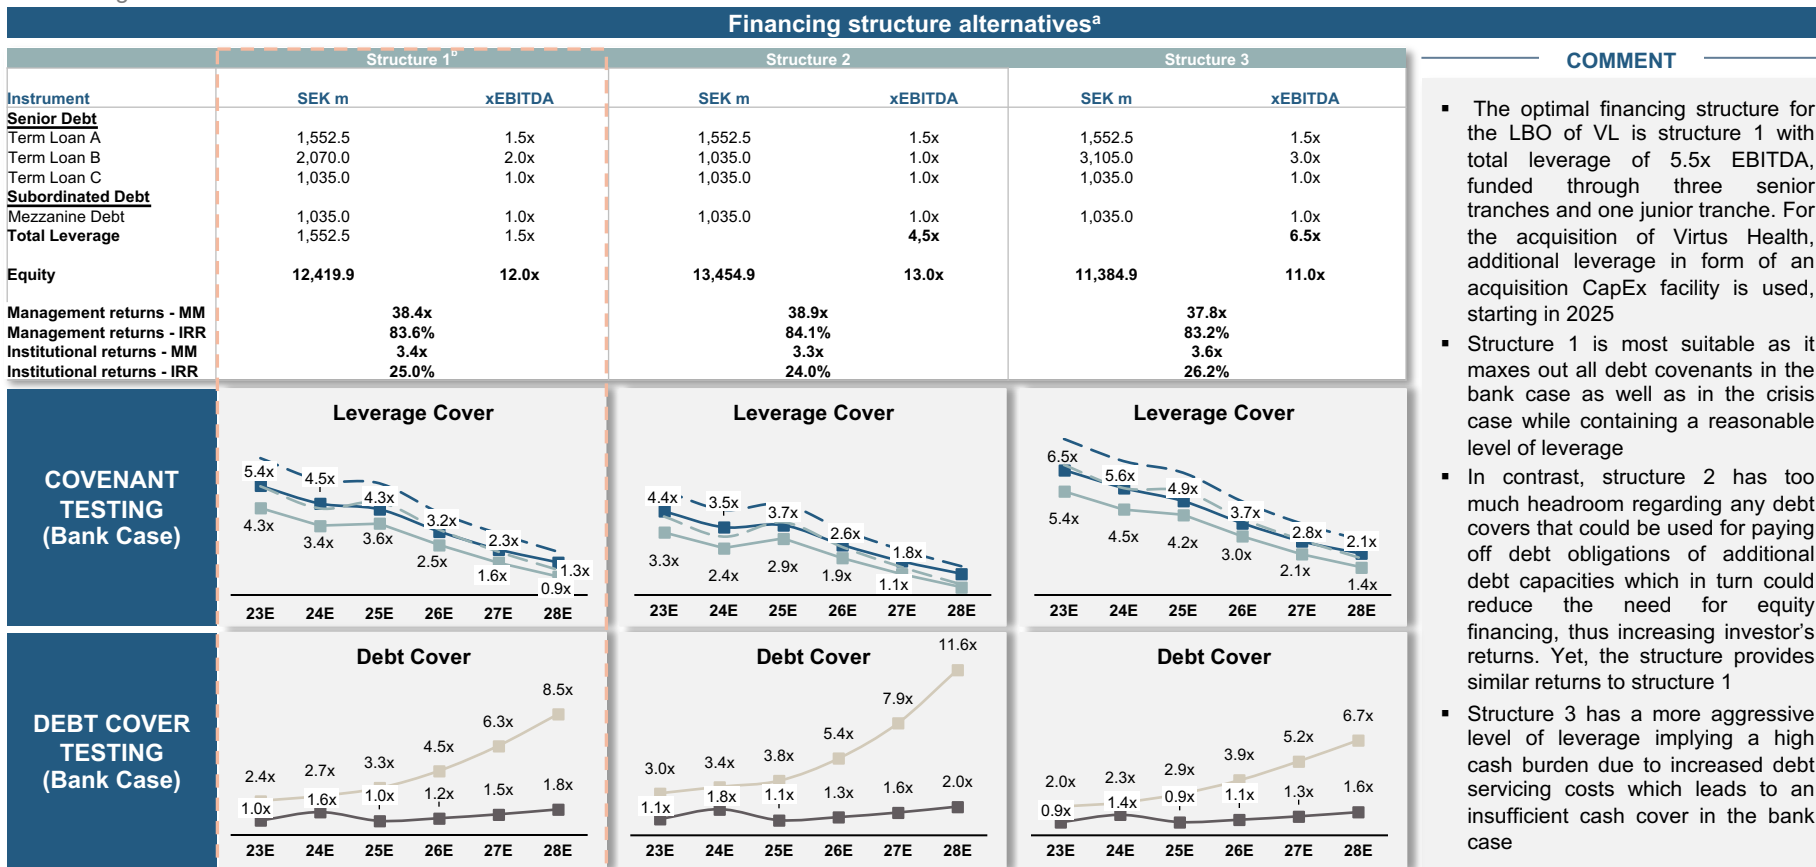 Financing structure alternativesᵃ
Structure 1ᵇ Structure 2 Structure 3
Instrument SEK m xEBITDA SEK m xEBITDA SEK m xEBITDA
Senior Debt
Term Loan A 1,552.5 1.5x 1,552.5 1.5x 1,552.5 1.5x
Term Loan B 2,070.0 2.0x 1,035.0 1.0x 3,105.0 3.0x
Term Loan C 1,035.0 1.0x 1,035.0 1.0x 1,035.0 1.0x
Subordinated Debt
Mezzanine Debt 1,035.0 1.0x 1,035.0 1.0x 1,035.0 1.0x
Total Leverage 1,552.5 1.5x 4,5x 6.5x
Equity 12,419.9 12.0x 13,454.9 13.0x 11,384.9 11.0x
Management returns - MM 38.4x 38.9x 37.8x
Management returns - IRR 83.6% 84.1% 83.2%
Institutional returns - MM 3.4x 3.3x 3.6x
Institutional returns - IRR 25.0% 24.0% 26.2%
COVENANT
TESTING
(Bank Case)
Leverage Cover
5.4x 4.5x 4.3x 3.2x 2.3x 1.3x
4.3x 3.4x 3.6x 2.5x 1.6x 0.9x
23E 24E 25E 26E 27E 28E
Leverage Cover
4.4x 3.5x 3.7x 2.6x 1.8x
3.3x 2.4x 2.9x 1.9x 1.1x
23E 24E 25E 26E 27E 28E
Leverage Cover
6.5x 5.6x 4.9x 3.7x 2.8x 2.1x
5.4x 4.5x 4.2x 3.0x 2.1x 1.4x
23E 24E 25E 26E 27E 28E
DEBT COVER
TESTING
(Bank Case)
Debt Cover
2.4x 2.7x 3.3x 4.5x 6.3x 8.5x
1.0x 1.6x 1.0x 1.2x 1.5x 1.8x
23E 24E 25E 26E 27E 28E
Debt Cover
3.0x 3.4x 3.8x 5.4x 7.9x 11.6x
1.1x 1.8x 1.1x 1.3x 1.6x 2.0x
23E 24E 25E 26E 27E 28E
Debt Cover
2.0x 2.3x 2.9x 3.9x 5.2x 6.7x
0.9x 1.4x 0.9x 1.1x 1.3x 1.6x
23E 24E 25E 26E 27E 28E
COMMENT
▪ The optimal financing structure for
the LBO of VL is structure 1 with
total leverage of 5.5x EBITDA,
funded through three senior
tranches and one junior tranche. For
the acquisition of Virtus Health,
additional leverage in form of an
acquisition CapEx facility is used,
starting in 2025
▪ Structure 1 is most suitable as it
maxes out all debt covenants in the
bank case as well as in the crisis
case while containing a reasonable
level of leverage
▪ In contrast, structure 2 has too
much headroom regarding any debt
covers that could be used for paying
off debt obligations of additional
debt capacities which in turn could
reduce the need for equity
financing, thus increasing investor's
returns. Yet, the structure provides
similar returns to structure 1
▪ Structure 3 has a more aggressive
level of leverage implying a high
cash burden due to increased debt
servicing costs which leads to an
insufficient cash cover in the bank
case